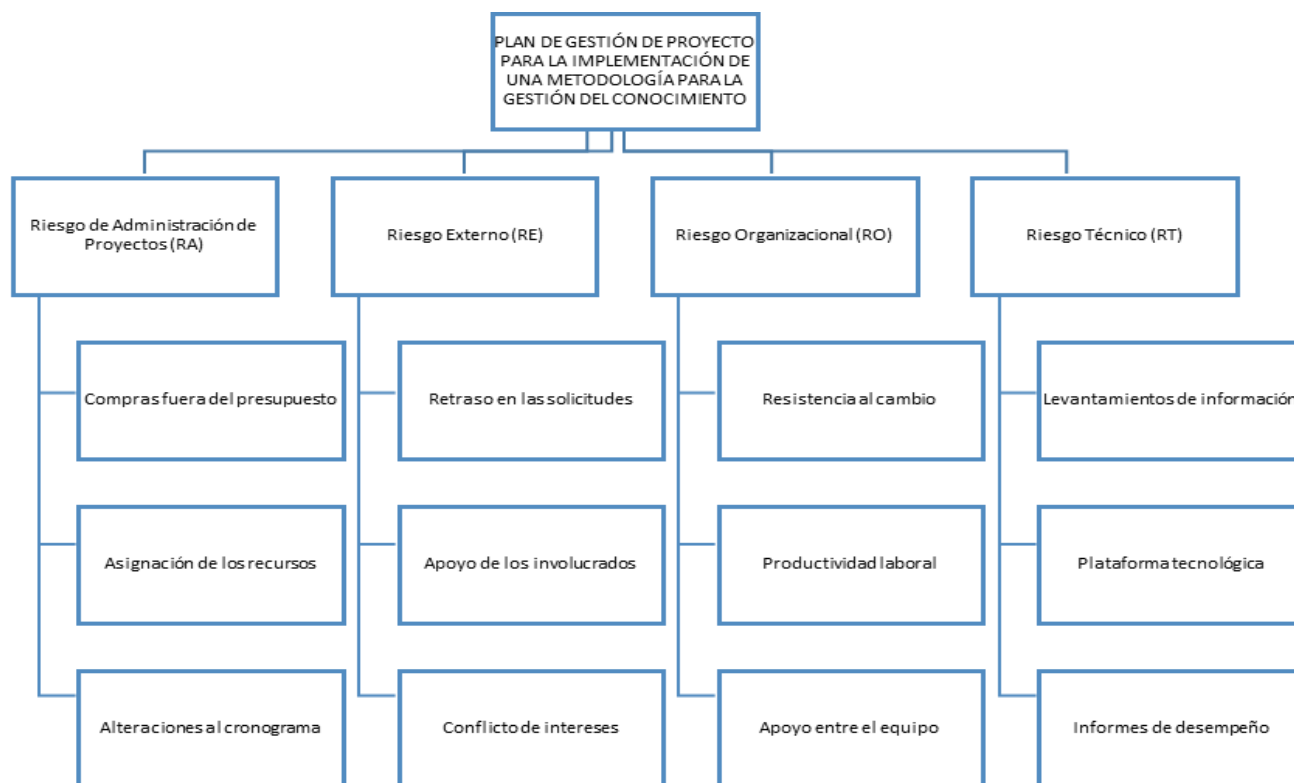 PLAN DE GESTIÓN DE PROYECTO
PARA LA IMPLEMENTACIÓN DE
UNA METODOLOGÍA PARA LA
GESTIÓN DEL CONOCIMIENTO
Riesgo de Administración de
Proyectos (RA)
Riesgo Externo (RE)
Riesgo Organizacional (RO)
Riesgo Técnico (RT)
Compras fuera del presupuesto
Retraso en las solicitudes
Resistencia al cambio
Levantamientos de información
Asignación de los recursos
Apoyo de los involucrados
Productividad laboral
Plataforma tecnológica
Alteraciones al cronograma
Conflicto de intereses
Apoyo entre el equipo
Informes de desempeño